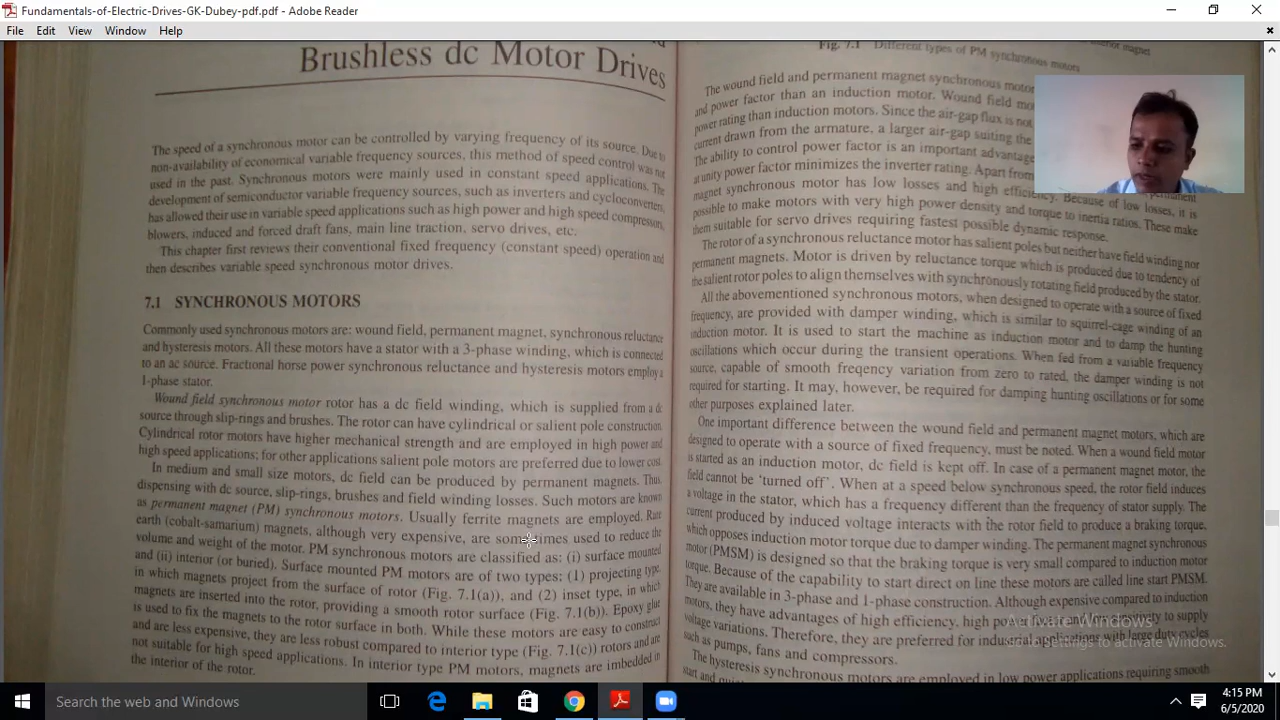 Fundamentals-of-Electric-Drives-GK-Dubey-pdf.pdf - Adobe Reader
File Edit View Window Help
Brushless dc Motor Drives
The speed of a synchronous motor can be controlled by varying frequency of its source. Due to
non-availability of economical variable frequency sources, this method of speed control was not
used in the past. Synchronous motors were mainly used in constant speed applications. The
development of semiconductor variable frequency sources, such as inverters and cycloconverters,
has allowed their use in variable speed applications such as high power and high speed compressors,
blowers, induced and forced draft fans, main line traction, servo drives, etc.
This chapter first reviews their conventional fixed frequency (constant speed) operation and
then describes variable speed synchronous motor drives.
7.1 SYNCHRONOUS MOTORS
Commonly used synchronous motors are: wound field, permanent magnet, synchronous reluctance
and hysteresis motors. All these motors have a stator with a 3-phase winding, which is connected
to an ac source. Fractional horse power synchronous reluctance and hysteresis motors employ a
1-phase stator.
Wound field synchronous motor rotor has a dc field winding, which is supplied from a dc
source through slip-rings and brushes. The rotor can have cylindrical or salient pole construction.
Cylindrical rotor motors have higher mechanical strength and are employed in high power and
high speed applications; for other applications salient pole motors are preferred due to lower cost.
In medium and small size motors, dc field can be produced by permanent magnets. Thus,
dispensing with dc source, slip-rings, brushes and field winding losses. Such motors are known
as permanent magnet (PM) synchronous motors. Usually ferrite magnets are employed. Rare
earth (cobalt-samarium) magnets, although very expensive, are sometimes used to reduce the
volume and weight of the motor. PM synchronous motors are classified as: (i) surface mounted
and (ii) interior (or buried). Surface mounted PM motors are of two types: (1) projecting type,
in which magnets project from the surface of rotor (Fig. 7.1(a)), and (2) inset type, in which
magnets are inserted into the rotor, providing a smooth rotor surface (Fig. 7.1(b)). Epoxy glue
is used to fix the magnets to the rotor surface in both. While these motors are easy to construct
and are less expensive, they are less robust compared to interior type (Fig. 7.1(c)) rotors and are
not suitable for high speed applications. In interior type PM motors, magnets are imbedded in
the interior of the rotor.
Fig. 7.1 Different types of PM synchronous motors
magnet
The wound field and permanent magnet synchronous motor
and power factor than an induction motor. Wound field
power rating than induction motors. Since the air-gap flux is not
current drawn from the armature, a larger air-gap suiting the
The ability to control power factor is an important advantage
at unity power factor minimizes the inverter rating. Apart from permanent
magnet synchronous motor has low losses and high efficiency. Because of low losses, it is
possible to make motors with very high power density and torque to inertia ratios. These make
them suitable for servo drives requiring fastest possible dynamic response.
The rotor of a synchronous reluctance motor has salient poles but neither have field winding nor
permanent magnets. Motor is driven by reluctance torque which is produced due to tendency of
the salient rotor poles to align themselves with synchronously rotating field produced by the stator.
All the abovementioned synchronous motors, when designed to operate with a source of fixed
frequency, are provided with damper winding, which is similar to squirrel-cage winding of an
induction motor. It is used to start the machine as induction motor and to damp the hunting
oscillations which occur during the transient operations. When fed from a variable frequency
source, capable of smooth freqency variation from zero to rated, the damper winding is not
required for starting. It may, however, be required for damping hunting oscillations or for some
other purposes explained later.
One important difference between the wound field and permanent magnet motors, which are
designed to operate with a source of fixed frequency, must be noted. When a wound field motor
is started as an induction motor, dc field is kept off. In case of a permanent magnet motor, the
field cannot be 'turned off'. When at a speed below synchronous speed, the rotor field induces
a voltage in the stator, which has a frequency different than the frequency of stator supply. The
current produced by induced voltage interacts with the rotor field to produce a braking torque,
which opposes induction motor torque due to damper winding. The permanent magnet synchronous
motor (PMSM) is designed so that the braking torque is very small compared to induction motor
torque. Because of the capability to start direct on line these motors are called line start PMSM.
They are available in 3-phase and 1-phase construction. Although expensive compared to induction
motors, they have advantages of high efficiency, high power factor and low sensitivity to supply
voltage variations. Therefore, they are preferred for industrial applications with large duty cycles
such as pumps, fans and compressors.
The hysteresis synchronous motors are employed in low power applications requiring smooth
start and
Activate Windows
Go to Settings to activate Windows.
Search the web and Windows
4:15 PM
6/5/2020